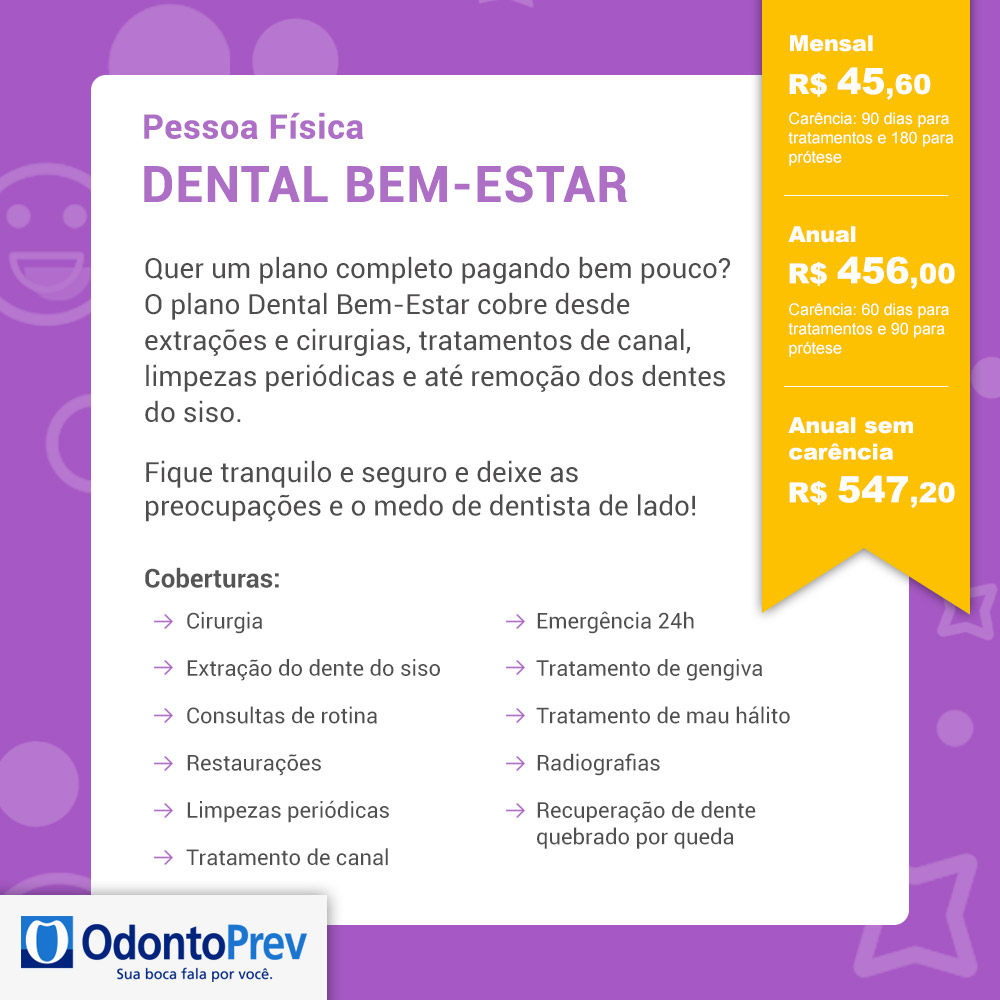 Pessoa Física
DENTAL BEM-ESTAR
Quer um plano completo pagando bem pouco?
O plano Dental Bem-Estar cobre desde
extrações e cirurgias, tratamentos de canal,
limpezas periódicas e até remoção dos dentes
do siso.
Fique tranquilo e seguro e deixe as
preocupações e o medo de dentista de lado!
Mensal
R$ 45,60
Carência: 90 dias para
tratamentos e 180 para
prótese
Anual
R$ 456,00
Carência: 60 dias para
tratamentos e 90 para
prótese
Anual sem
carência
R$ 547,20
Coberturas:
→ Cirurgia
→ Extração do dente do siso
→ Consultas de rotina
→ Restaurações
→ Limpezas periódicas
→ Tratamento de canal
→ Emergência 24h
→ Tratamento de gengiva
→ Tratamento de mau hálito
→ Radiografias
→ Recuperação de dente
quebrado por queda
OdontoPrev
Sua boca fala por você.